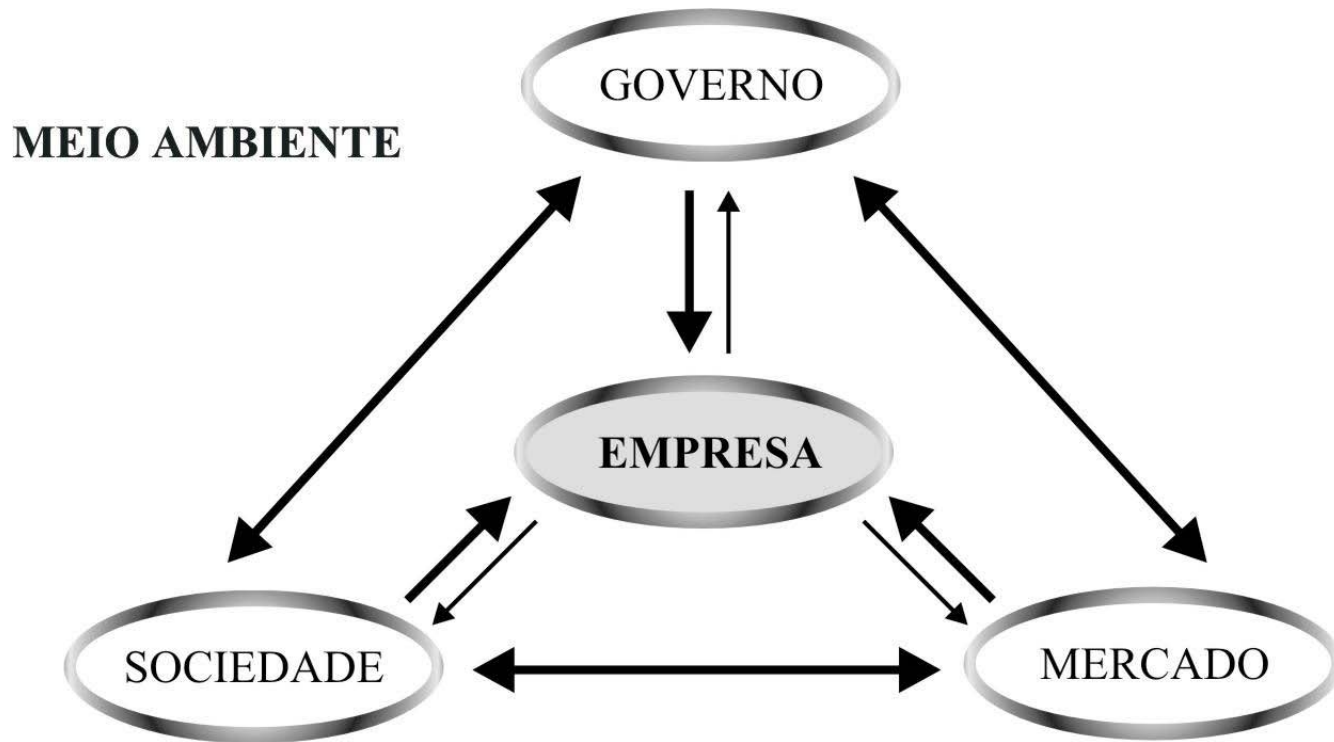 GOVERNO
MEIO AMBIENTE
EMPRESA
SOCIEDADE
MERCADO